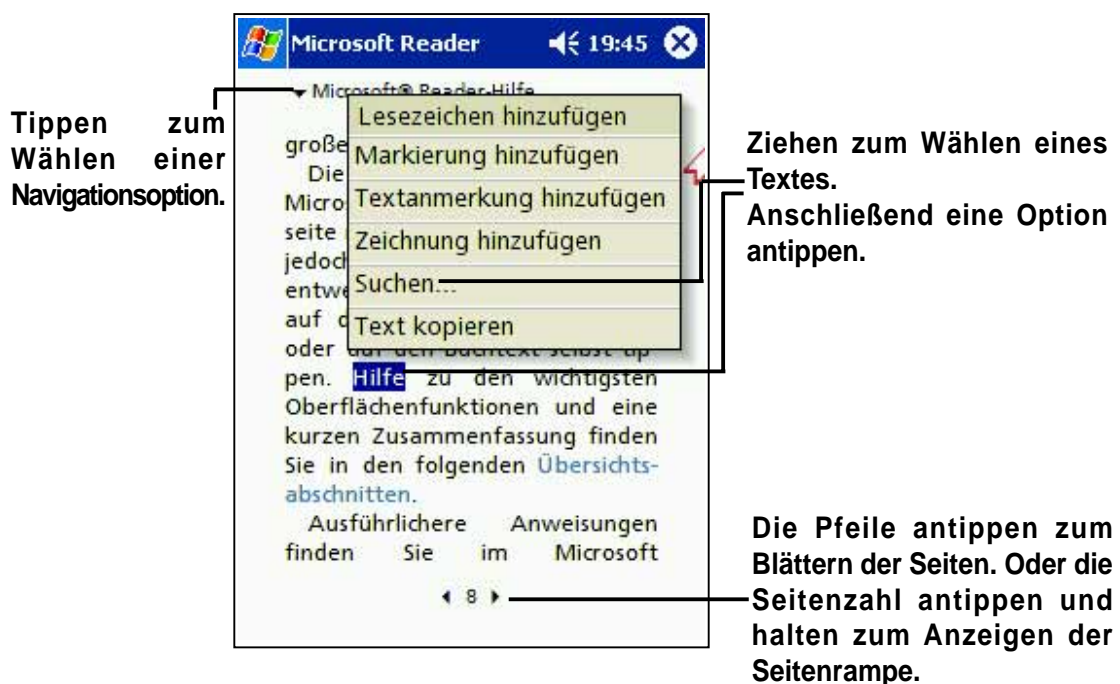 Microsoft Reader 19:45
Microsoft® Reader-Hilfe
Tippen zum
Wählen einer
Navigationsoption.
Lesezeichen hinzufügen
Markierung hinzufügen
Textanmerkung hinzufügen
Zeichnung hinzufügen
Suchen...
Text kopieren
Ziehen zum Wählen eines
Textes.
Anschließend eine Option
antippen.
große
Die
Micro
seite
jedoch
entwe
auf d
oder auf den Buchtext selbst tip-
pen. Hilfe zu den wichtigsten
Oberflächenfunktionen und eine
kurzen Zusammenfassung finden
Sie in den folgenden Übersichts-
abschnitten.
Ausführlichere Anweisungen
finden Sie im Microsoft
8
Die Pfeile antippen zum
Blättern der Seiten. Oder die
Seitenzahl antippen und
halten zum Anzeigen der
Seitenrampe.